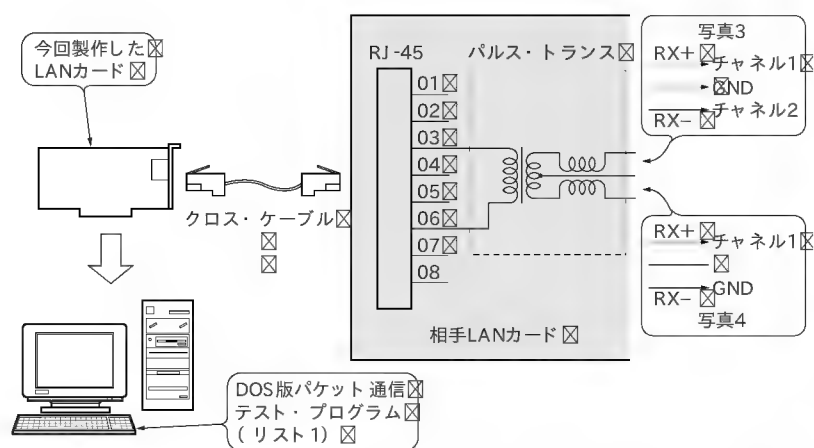 今回製作した
LANカード
クロス・ケーブル
RJ-45
パルス・トランス
01
02
03
04
05
06
07
08
相手LANカード
写真3
RX+
チャネル1
GND
チャネル2
RX-
RX+
チャネル1
GND
RX-
写真4
DOS版パケット通信
テスト・プログラム
(リスト1)